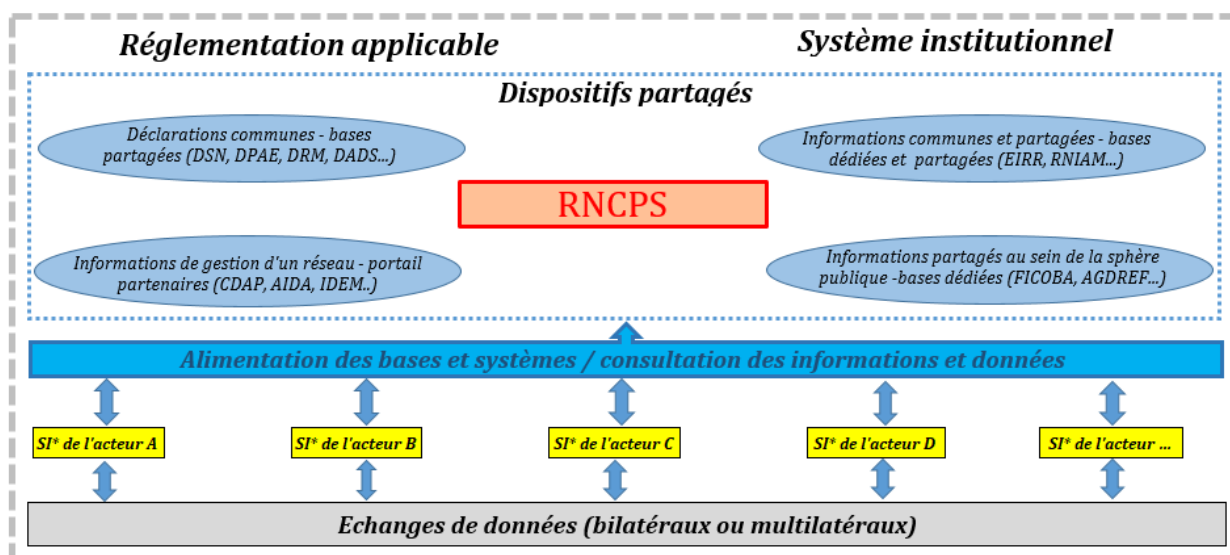 Réglementation applicable
Système institutionnel
Dispositifs partagés
Déclarations communes - bases
partagées (DSN, DPAE, DRM, DADS...)
Informations communes et partagées - bases
dédiées et partagées (EIRR, RNIAM...)
RNCPS
Informations de gestion d'un réseau - portail
partenaires (CDAP, AIDA, IDEM..)
Informations partagés au sein de la sphère
publique -bases dédiées (FICOBA, AGDREF...)
Alimentation des bases et systèmes / consultation des informations et données
SI* de l'acteur A
SI* de l'acteur B
SI* de l'acteur C
SI* de l'acteur D
SI* de l'acteur ...
Echanges de données (bilatéraux ou multilatéraux)